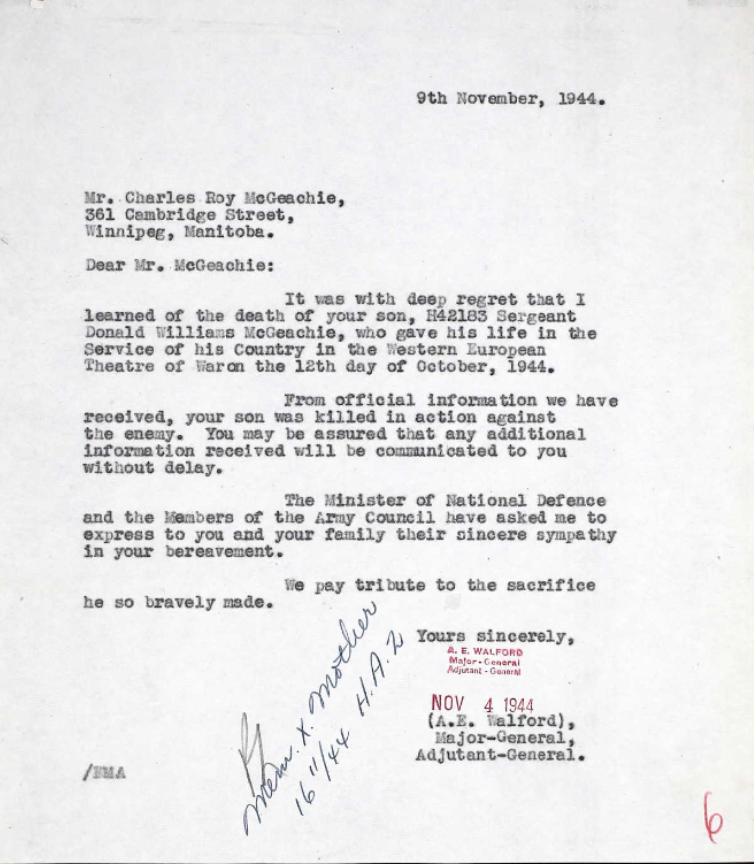 9th November, 1944.
Mr. Charles Roy McGeachie,
361 Cambridge Street,
Winnipeg, Manitoba.
Dear Mr. McGeachie:
It was with deep regret that I
learned of the death of your son, H42183 Sergeant
Donald Williams McGeachie, who gave his life in the
Service of his Country in the Western European
Theatre of Waron the 12th day of October, 1944.
From official information we have
received, your son was killed in action against
the enemy. You may be assured that any additional
information received will be communicated to you
without delay.
The Minister of National Defence
and the Members of the Army Council have asked me to
express to you and your family their sincere sympathy
in your bereavement.
We pay tribute to the sacrifice
he so bravely made.
Yours sincerely,
A. E. WALFORD
Major-General
Adjutant-General
NOV 4 1944
(A.E. Walford),
Major-General,
Adjutant-General.
Mem. X. Mother
16 11/44 H.A.2
6